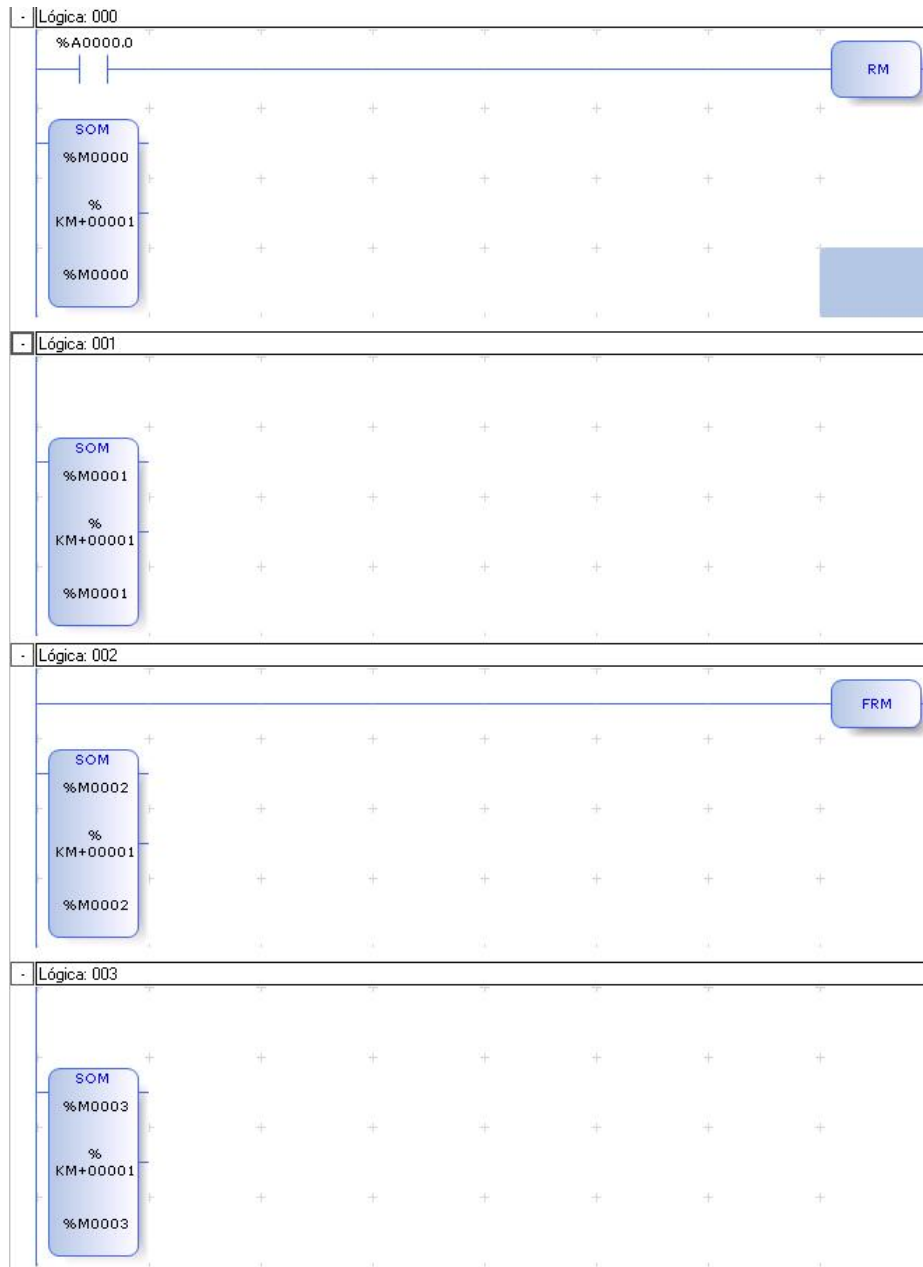 Lógica: 000
%A0000.0
RM
SOM
%M0000
%
KM+00001
%M0000
Lógica: 001
SOM
%M0001
%
KM+00001
%M0001
Lógica: 002
FRM
SOM
%M0002
%
KM+00001
%M0002
Lógica: 003
SOM
%M0003
%
KM+00001
%M0003